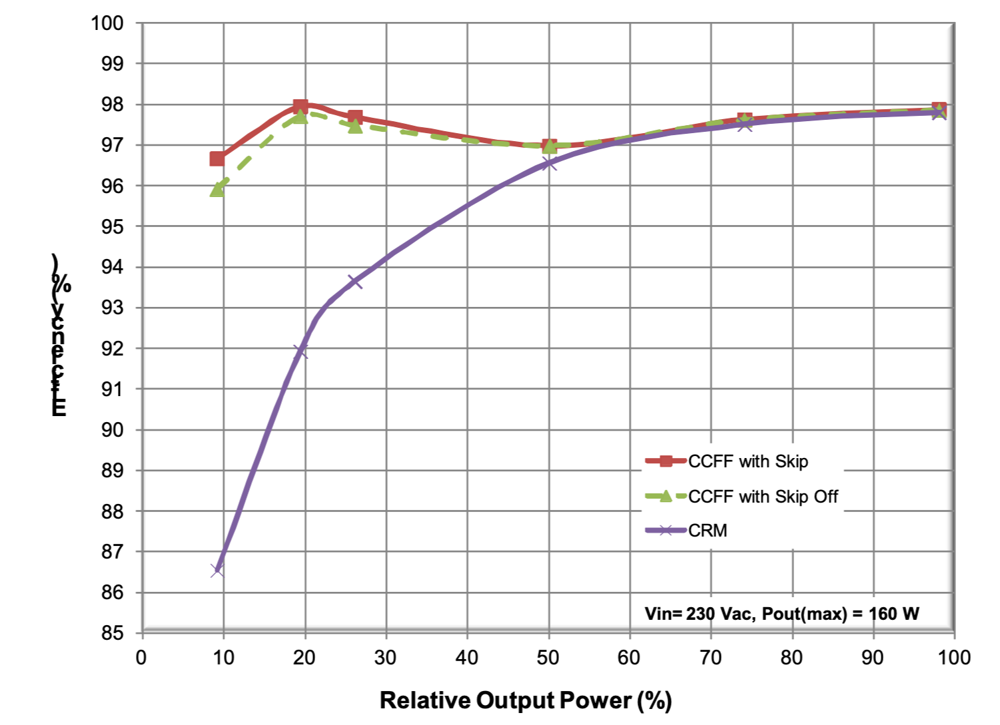 100
99
98
97
96
95
94
93
92
91
90
89
88
87
86
85
0 10 20 30 40 50 60 70 80 90 100
Efficiency (%)
Relative Output Power (%)
CCFF with Skip
CCFF with Skip Off
CRM
Vin= 230 Vac, Pout(max) = 160 W